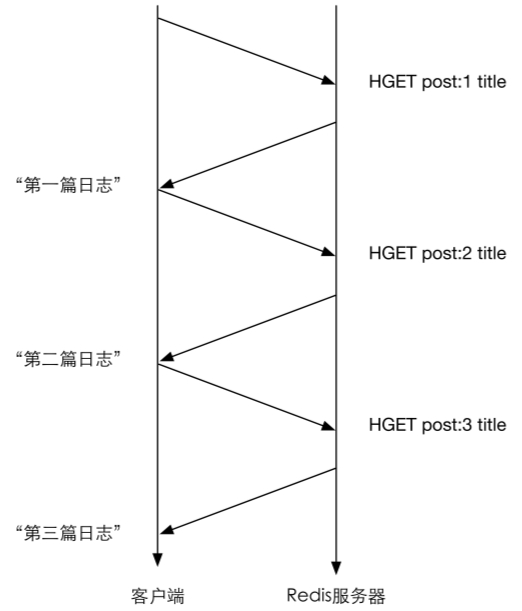 HGET post:1 title
“第一篇日志”
HGET post:2 title
“第二篇日志”
HGET post:3 title
“第三篇日志”
客户端
Redis服务器